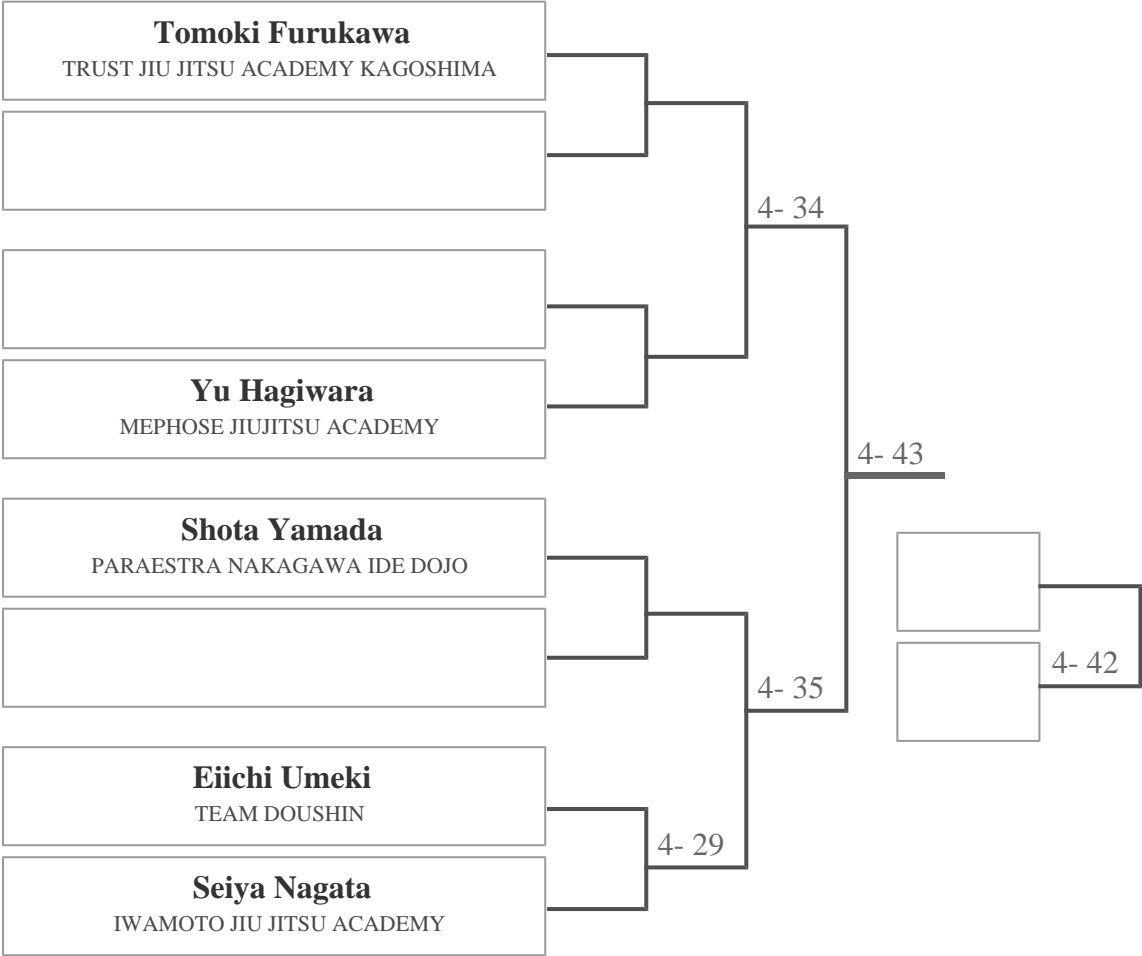 Tomoki Furukawa
TRUST JIU JITSU ACADEMY KAGOSHIMA
4- 34
Yu Hagiwara
MEPHOSE JIUJITSU ACADEMY
4- 43
Shota Yamada
PARAESTRA NAKAGAWA IDE DOJO
4- 42
4- 35
Eiichi Umeki
TEAM DOUSHIN
4- 29
Seiya Nagata
IWAMOTO JIU JITSU ACADEMY